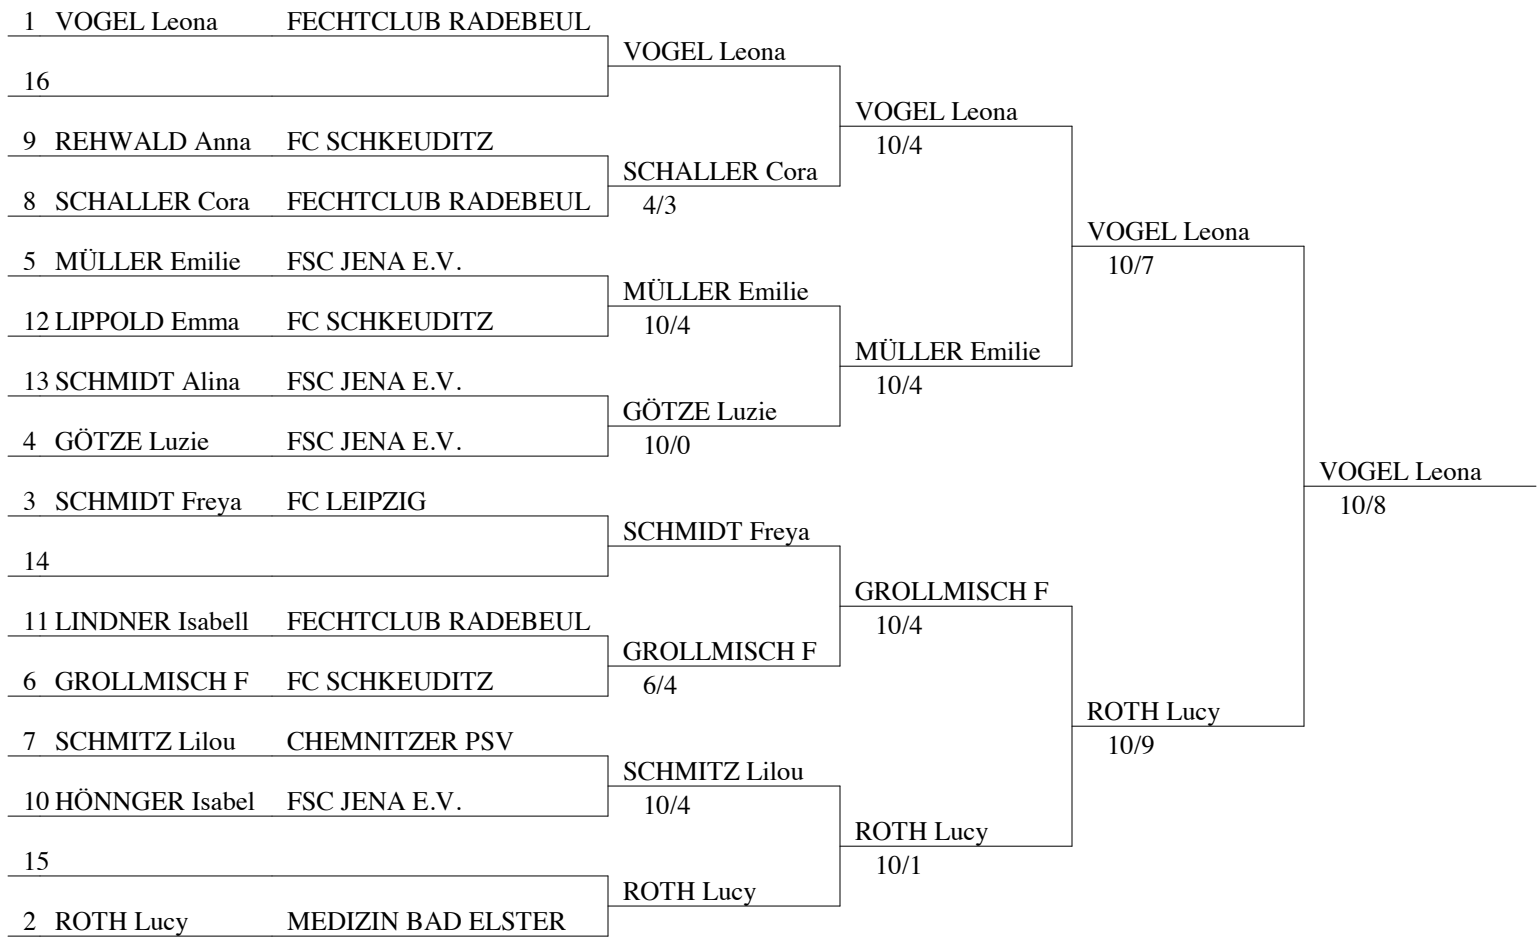 1 VOGEL Leona FECHTCLUB RADEBEUL
VOGEL Leona
16
VOGEL Leona
9 REHWALD Anna FC SCHKEUDITZ
10/4
SCHALLER Cora
8 SCHALLER Cora FECHTCLUB RADEBEUL
4/3
VOGEL Leona
5 MÜLLER Emilie FSC JENA E.V.
10/7
MÜLLER Emilie
12 LIPPOLD Emma FC SCHKEUDITZ
10/4
MÜLLER Emilie
13 SCHMIDT Alina FSC JENA E.V.
10/4
GÖTZE Luzie
4 GÖTZE Luzie FSC JENA E.V.
10/0
VOGEL Leona
3 SCHMIDT Freya FC LEIPZIG
10/8
SCHMIDT Freya
14
GROLLMISCH F
11 LINDNER Isabell FECHTCLUB RADEBEUL
10/4
GROLLMISCH F
6 GROLLMISCH F FC SCHKEUDITZ
6/4
ROTH Lucy
7 SCHMITZ Lilou CHEMNITZER PSV
10/9
SCHMITZ Lilou
10 HÖNNGER Isabel FSC JENA E.V.
10/4
ROTH Lucy
15
10/1
ROTH Lucy
2 ROTH Lucy MEDIZIN BAD ELSTER